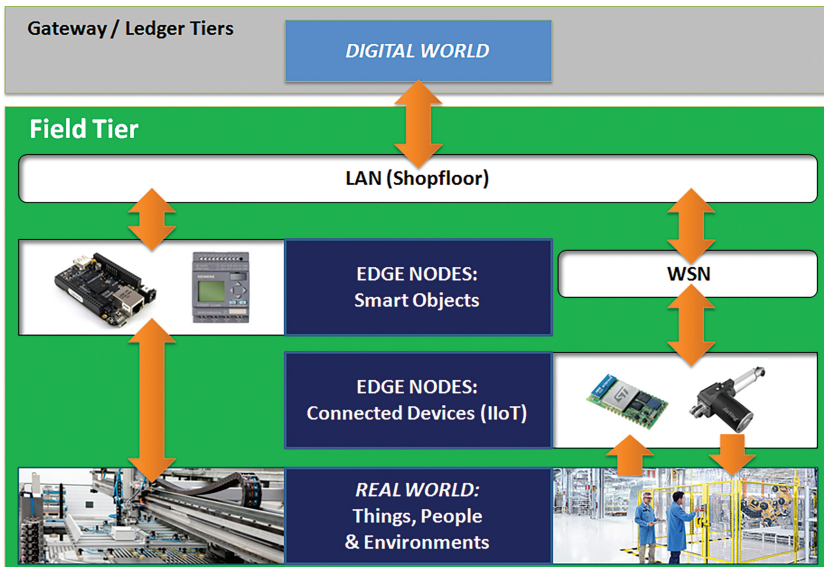 Gateway / Ledger Tiers
DIGITAL WORLD
Field Tier
LAN (Shopfloor)
EDGE NODES:
Smart Objects
WSN
EDGE NODES:
Connected Devices (IIoT)
REAL WORLD:
Things, People
& Environments